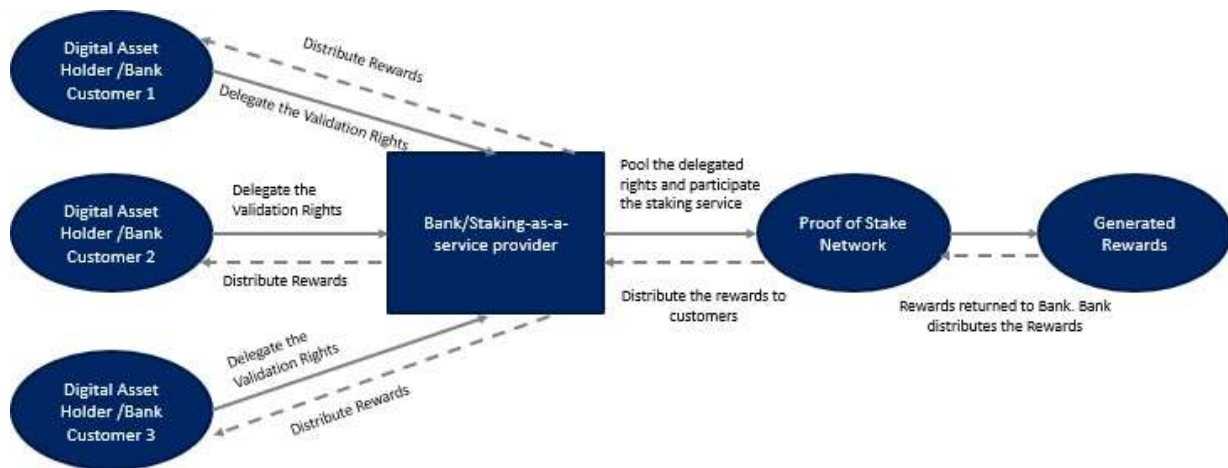 Digital Asset
Holder /Bank
Customer 1
Distribute Rewards
Delegate the Validation Rights
Digital Asset
Holder/Bank
Customer 2
Delegate the
Validation Rights
Distribute Rewards
Bank/Staking-as-a-
service provider
Pool the delegated
rights and participate
the staking service
Distribute the rewards to
customers
Proof of Stake
Network
Generated
Rewards
Rewards returned to Bank. Bank
distributes the Rewards
Delegate the
Validation Rights
Distribute Rewards
Digital Asset
Holder /Bank
Customer 3